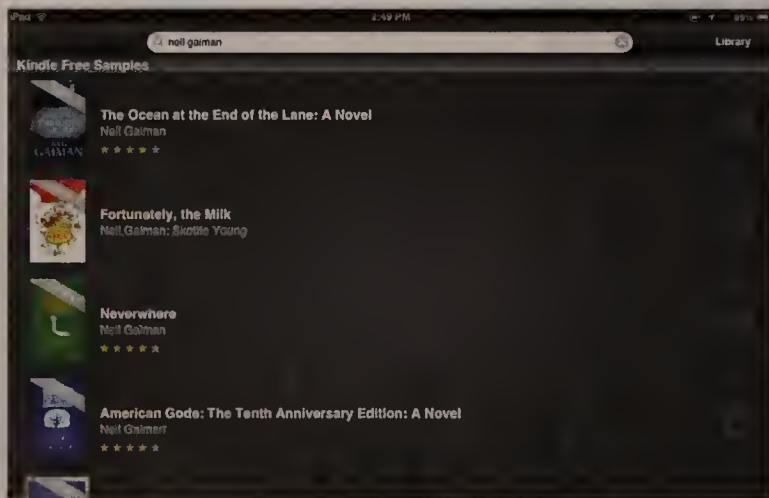 iPad 2:49 PM 89%
neil gaiman Library
Kindle Free Samples
The Ocean at the End of the Lane: A Novel
Neil Gaiman
GAIMAN
Fortunately, the Milk
Neil Gaiman; Skottie Young
Neverwhere
Neil Gaiman
American Gods: The Tenth Anniversary Edition: A Novel
Neil Gaiman